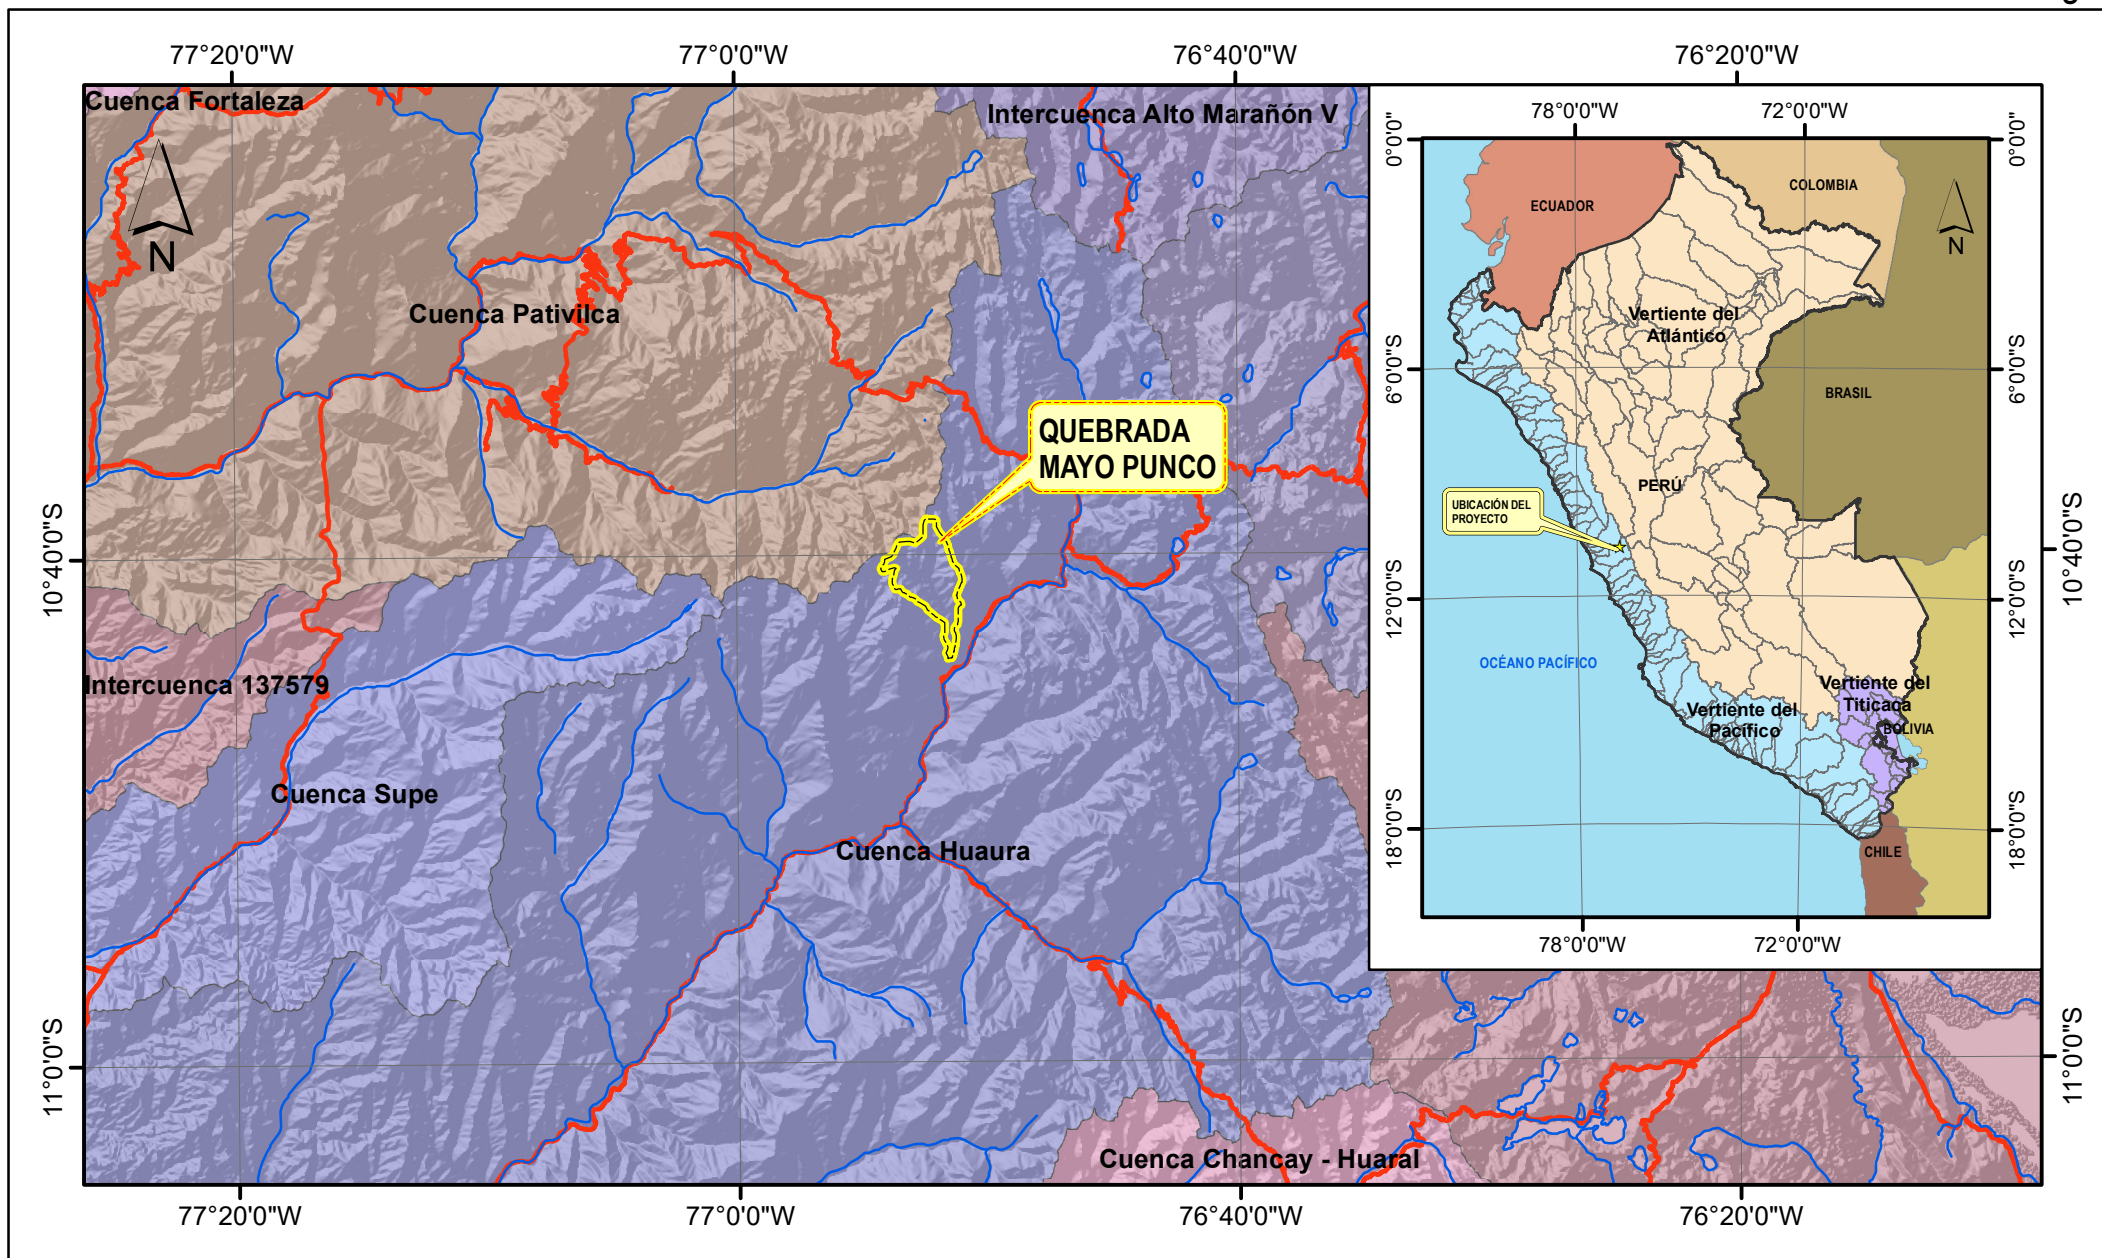 77°20'0"W
77°0'0"W
76°40'0"W
76°20'0"W
Cuenca Fortaleza
Intercuenca Alto Marañón V
N
Cuenca Pativilca
QUEBRADA
MAYO PUNCO
10°40'0"S
10°40'0"S
Intercuenca 137579
Cuenca Supe
Cuenca Huaura
11°0'0"S
11°0'0"S
Cuenca Chancay - Huaral
77°20'0"W
77°0'0"W
76°40'0"W
76°20'0"W
78°0'0"W
72°0'0"W
0°0'0"
0°0'0"
COLOMBIA
ECUADOR
N
Vertiente del
Atlántico
6°0'0"S
6°0'0"S
BRASIL
PERÚ
UBICACIÓN DEL
PROYECTO
12°0'0"S
12°0'0"S
OCÉANO PACÍFICO
Vertiente del
Titicaca
Vertiente del
Pacífico
BOLIVIA
18°0'0"S
18°0'0"S
CHILE
78°0'0"W
72°0'0"W